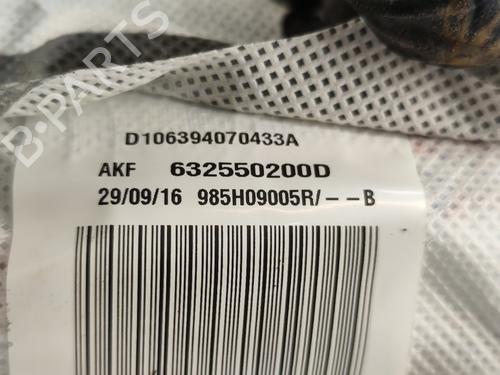 B-PARTS
D106394070433A
AKF 632550200D
29/09/16 985H09005R/--B